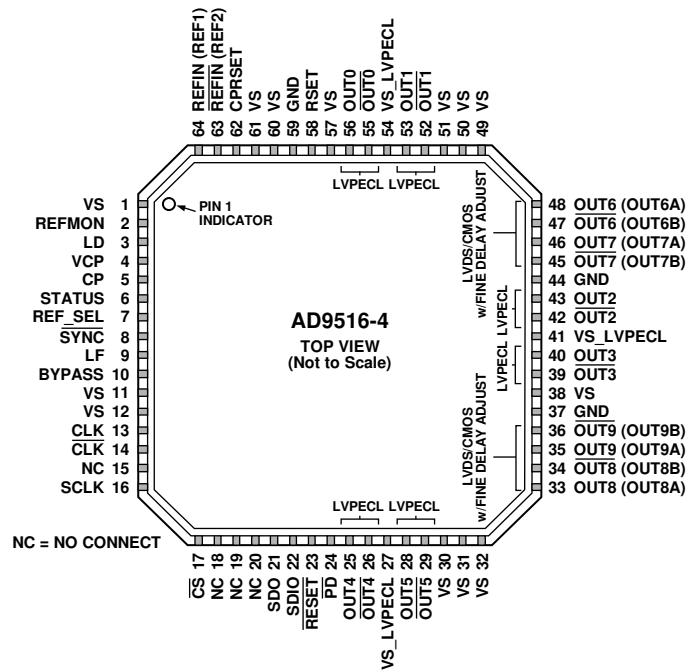 64 REFIN (REF1)
63 REFIN (REF2)
62 CPRSET
61 VS
60 VS
59 GND
58 RSET
57 VS
56 OUT0
55 OUT0
54 VS_LVPECL
53 OUT1
52 OUT1
51 VS
50 VS
49 VS
LVPECL LVPECL
VS 1
REFMON 2
LD 3
VCP 4
CP 5
STATUS 6
REF_SEL 7
SYNC 8
LF 9
BYPASS 10
VS 11
VS 12
CLK 13
CLK 14
NC 15
SCLK 16
PIN 1
INDICATOR
AD9516-4
TOP VIEW
(Not to Scale)
LVDS/CMOS
w/FINE DELAY ADJUST
LVPECL
LVPECL
LVDS/CMOS
w/FINE DELAY ADJUST
48 OUT6 (OUT6A)
47 OUT6 (OUT6B)
46 OUT7 (OUT7A)
45 OUT7 (OUT7B)
44 GND
43 OUT2
42 OUT2
41 VS_LVPECL
40 OUT3
39 OUT3
38 VS
37 GND
36 OUT9 (OUT9B)
35 OUT9 (OUT9A)
34 OUT8 (OUT8B)
33 OUT8 (OUT8A)
LVPECL LVPECL
NC = NO CONNECT
CS 17
NC 18
NC 19
NC 20
SDO 21
SDIO 22
RESET 23
PD 24
OUT4 25
OUT4 26
VS_LVPECL 27
OUT5 28
OUT5 29
VS 30
VS 31
VS 32